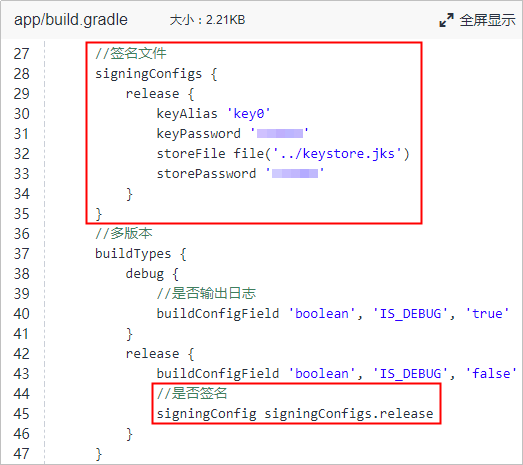 app/build.gradle 大小：2.21KB 全屏显示
27 //签名文件
28 signingConfigs {
29 release {
30 keyAlias 'key0'
31 keyPassword ' '
32 storeFile file('../keystore.jks')
33 storePassword ' '
34 }
35 }
36 //多版本
37 buildTypes {
38 debug {
39 //是否输出日志
40 buildConfigField 'boolean', 'IS_DEBUG', 'true'
41 }
42 release {
43 buildConfigField 'boolean', 'IS_DEBUG', 'false'
44 //是否签名
45 signingConfig signingConfigs.release
46 }
47 }